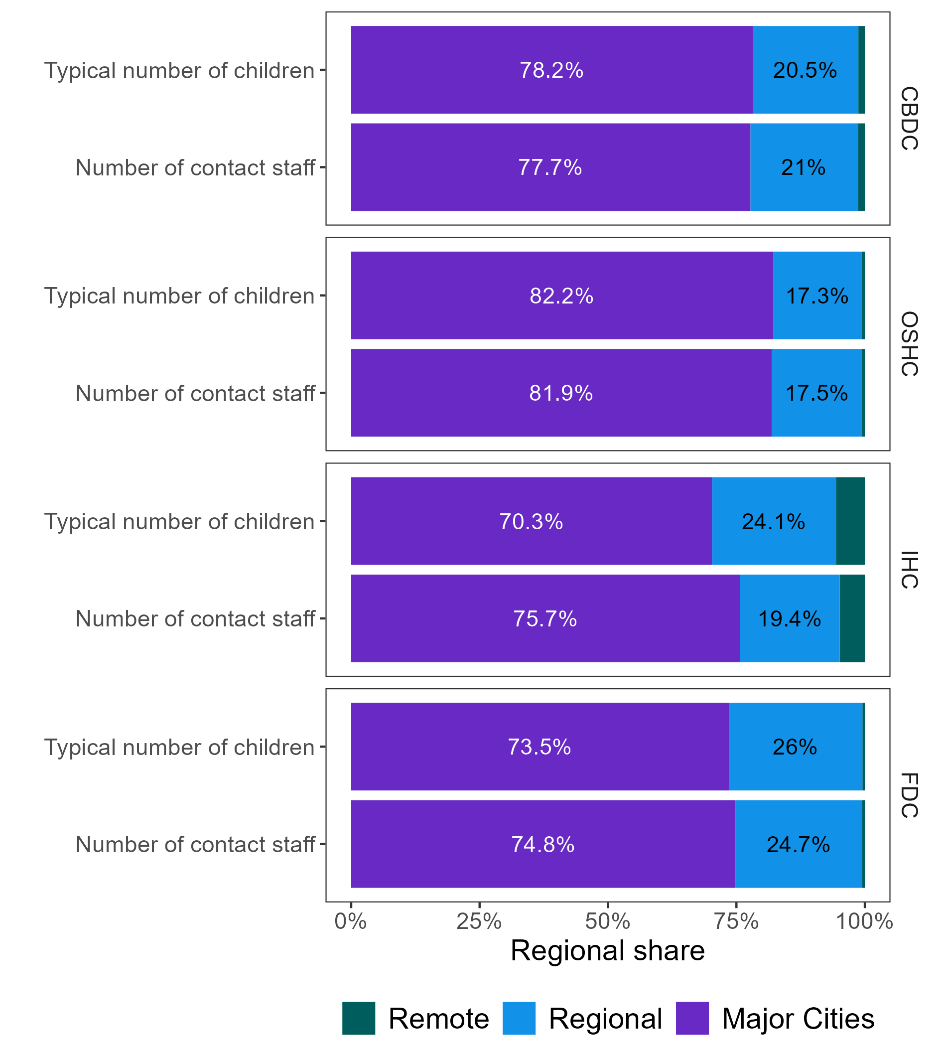 Typical number of children 78.2% 20.5%
CBDC
Number of contact staff 77.7% 21%
Typical number of children 82.2% 17.3%
OSHC
Number of contact staff 81.9% 17.5%
Typical number of children 70.3% 24.1%
IHC
Number of contact staff 75.7% 19.4%
Typical number of children 73.5% 26%
FDC
Number of contact staff 74.8% 24.7%
0% 25% 50% 75% 100%
Regional share
Remote Regional Major Cities